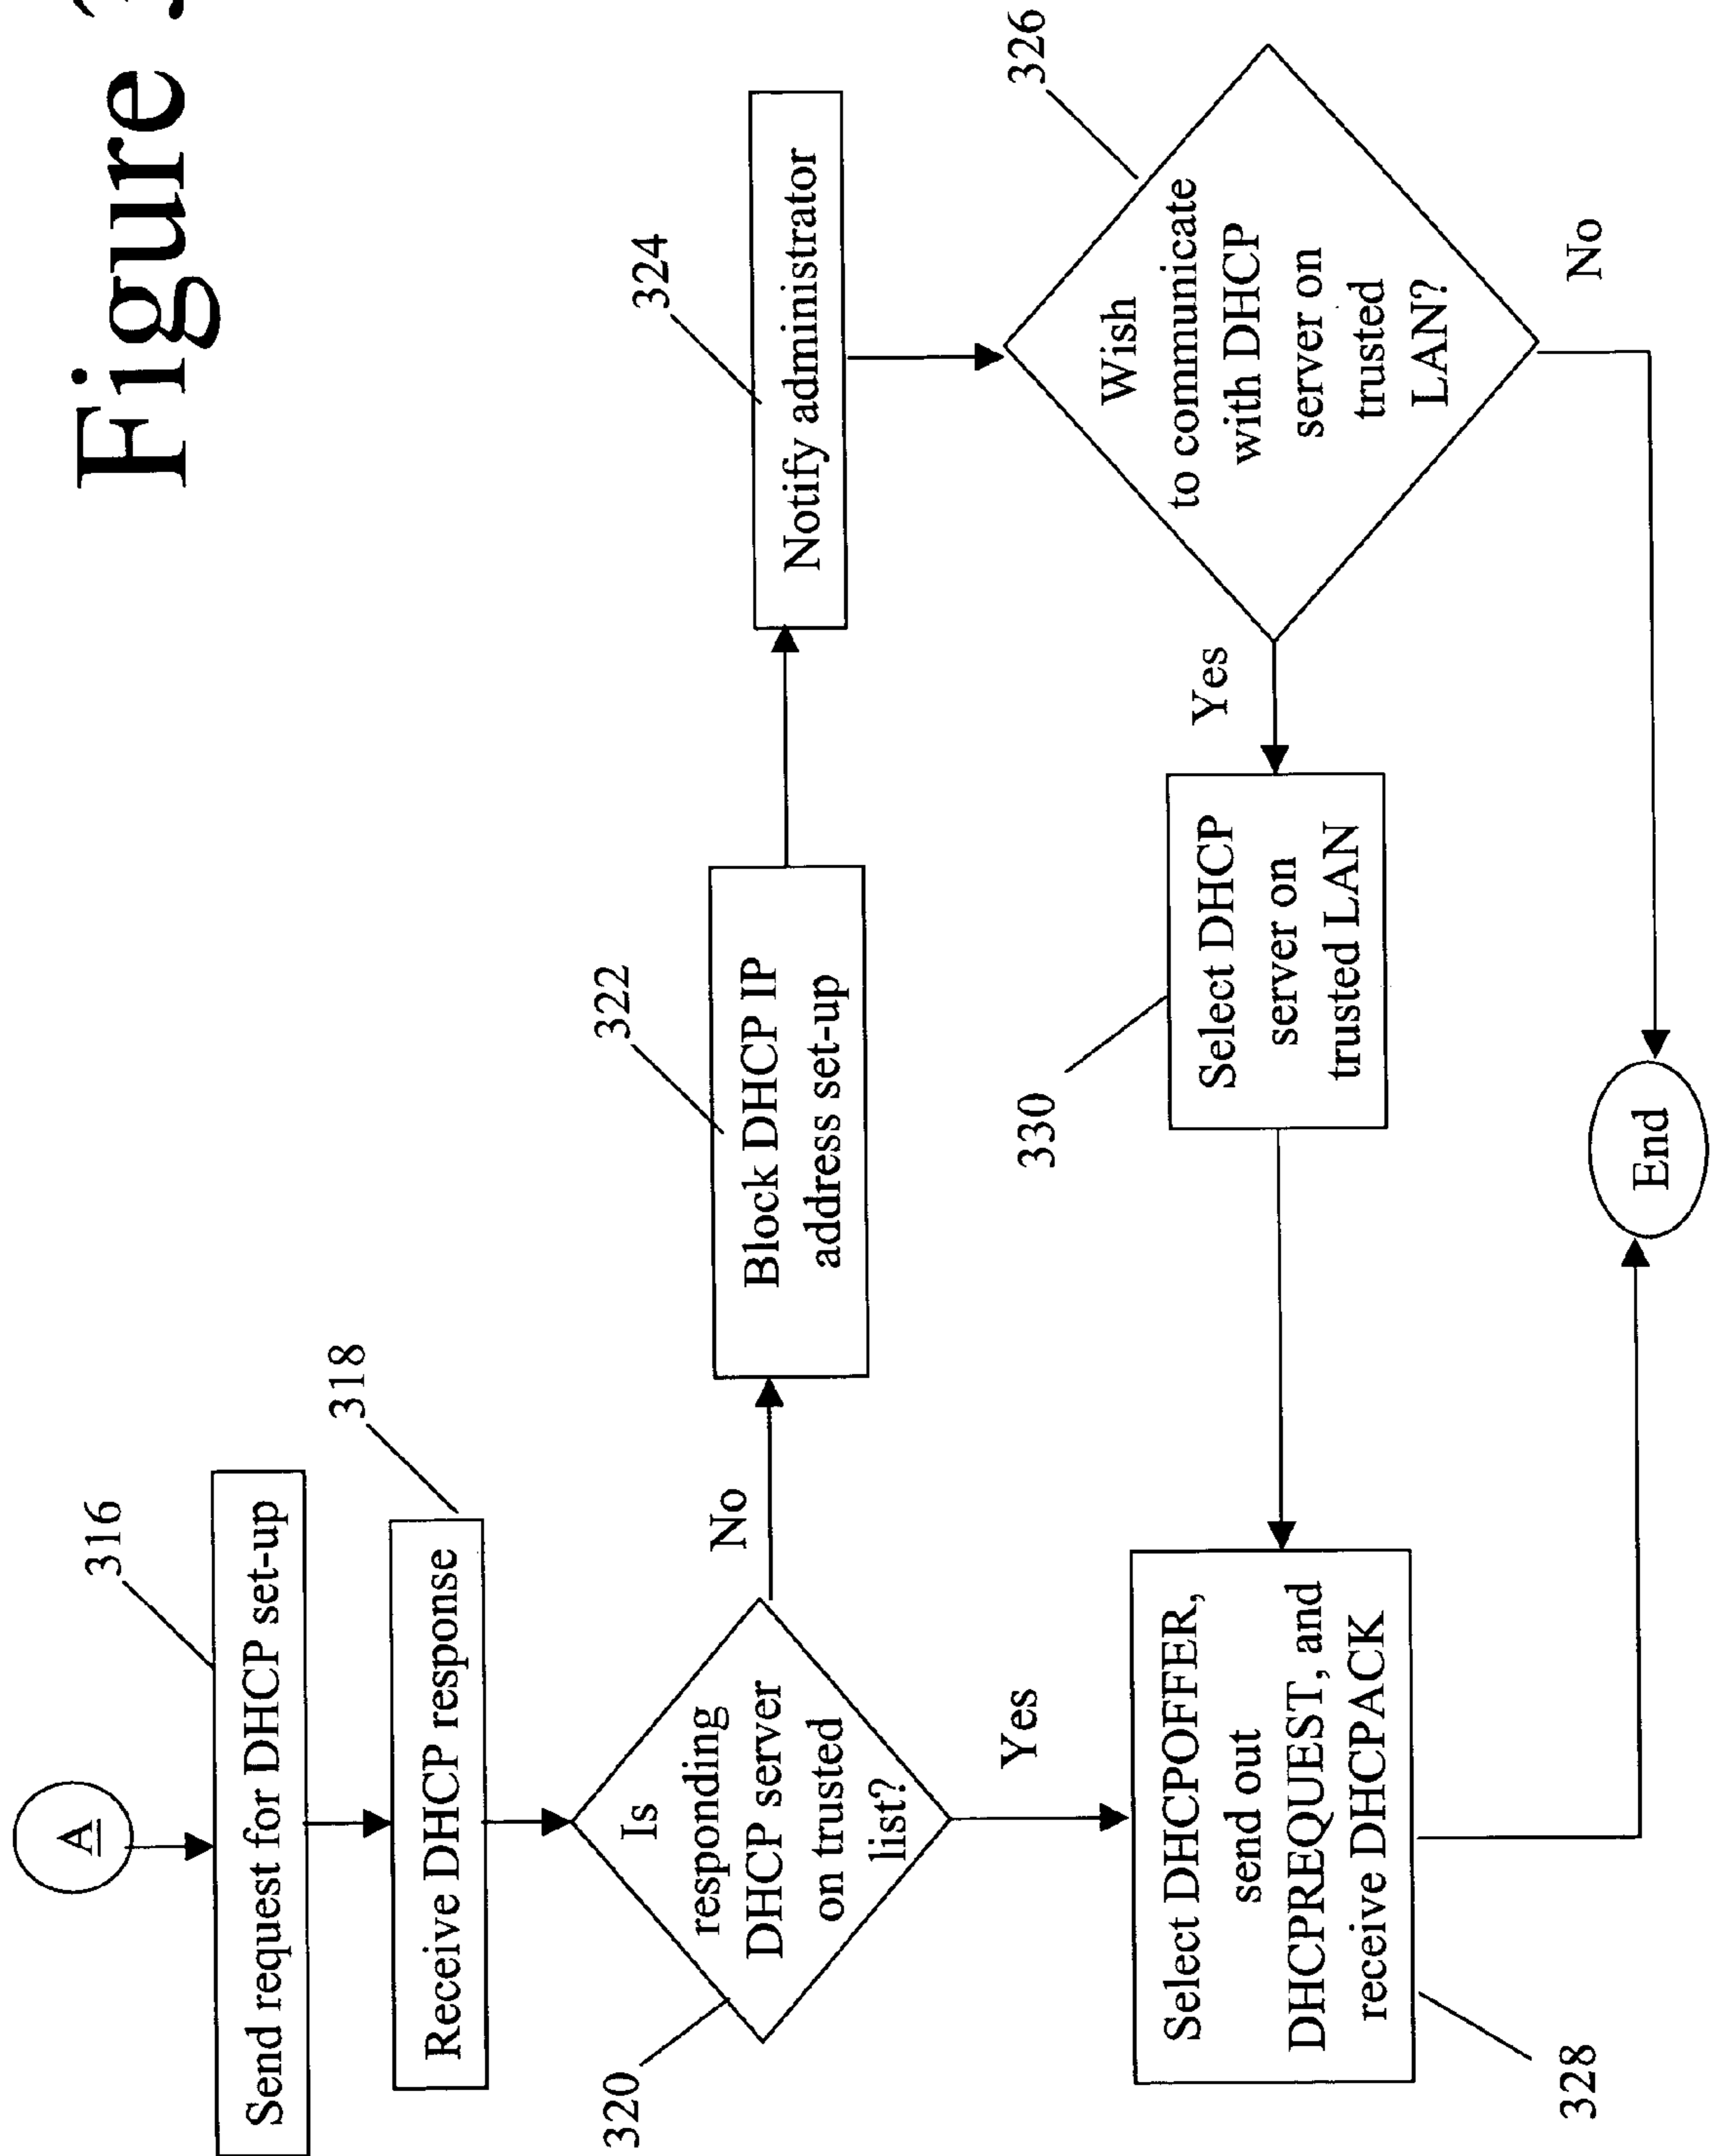 Figure 3
A
316
Send request for DHCP set-up
318
Receive DHCP response
320
Is
responding
DHCP server
on trusted
list?
No
322
Block DHCP IP
address set-up
324
Notify administrator
326
Wish
to communicate
with DHCP
server on
trusted
LAN?
Yes
No
330
Select DHCP
server on
trusted LAN
Yes
Select DHCPOFFER,
send out
DHCPREQUEST, and
receive DHCPACK
328
End